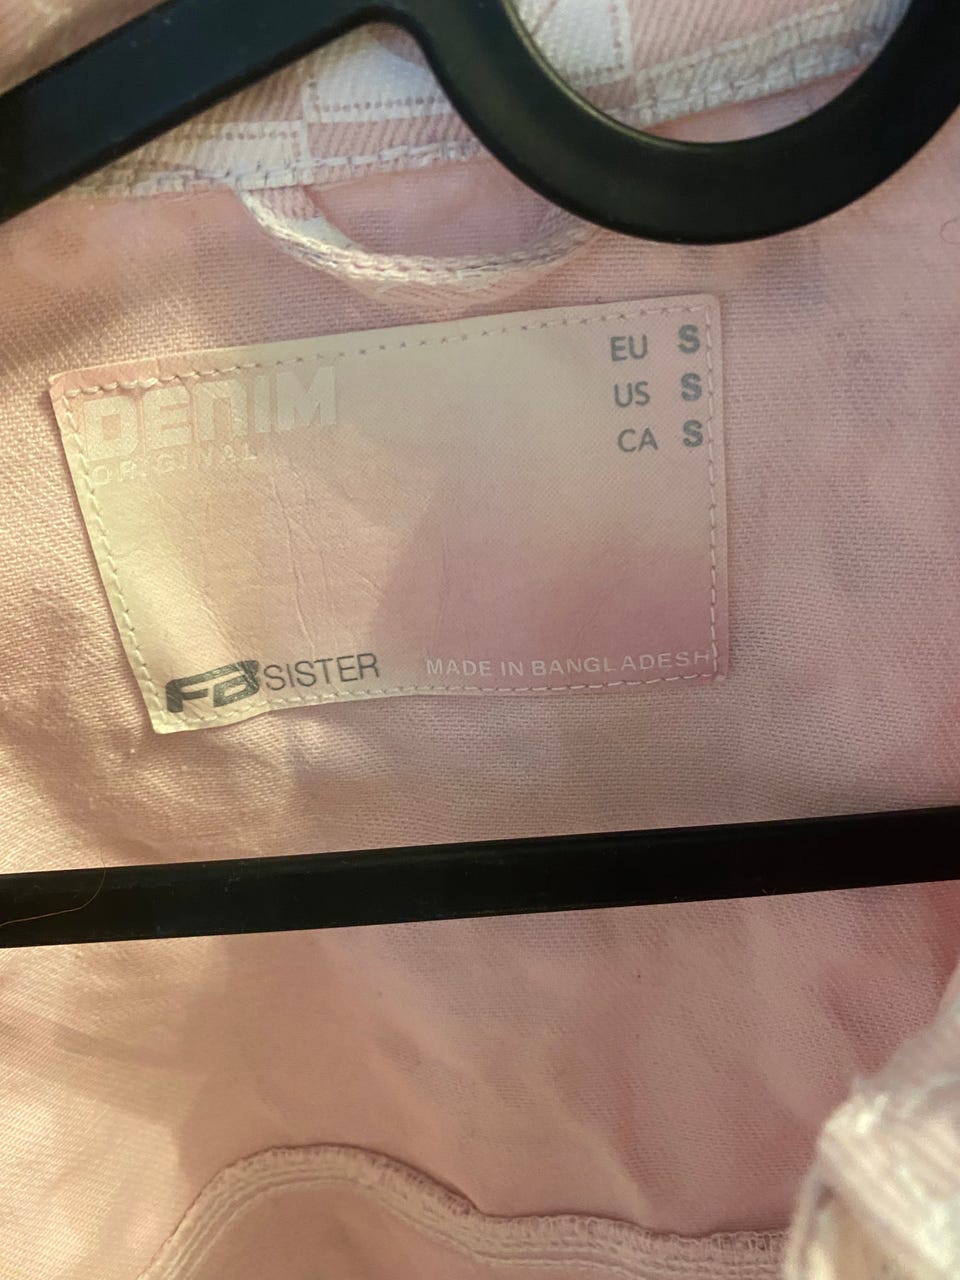 DENIM
ORIGINAL
EU S
US S
CA S
FB SISTER
MADE IN BANGLADESH